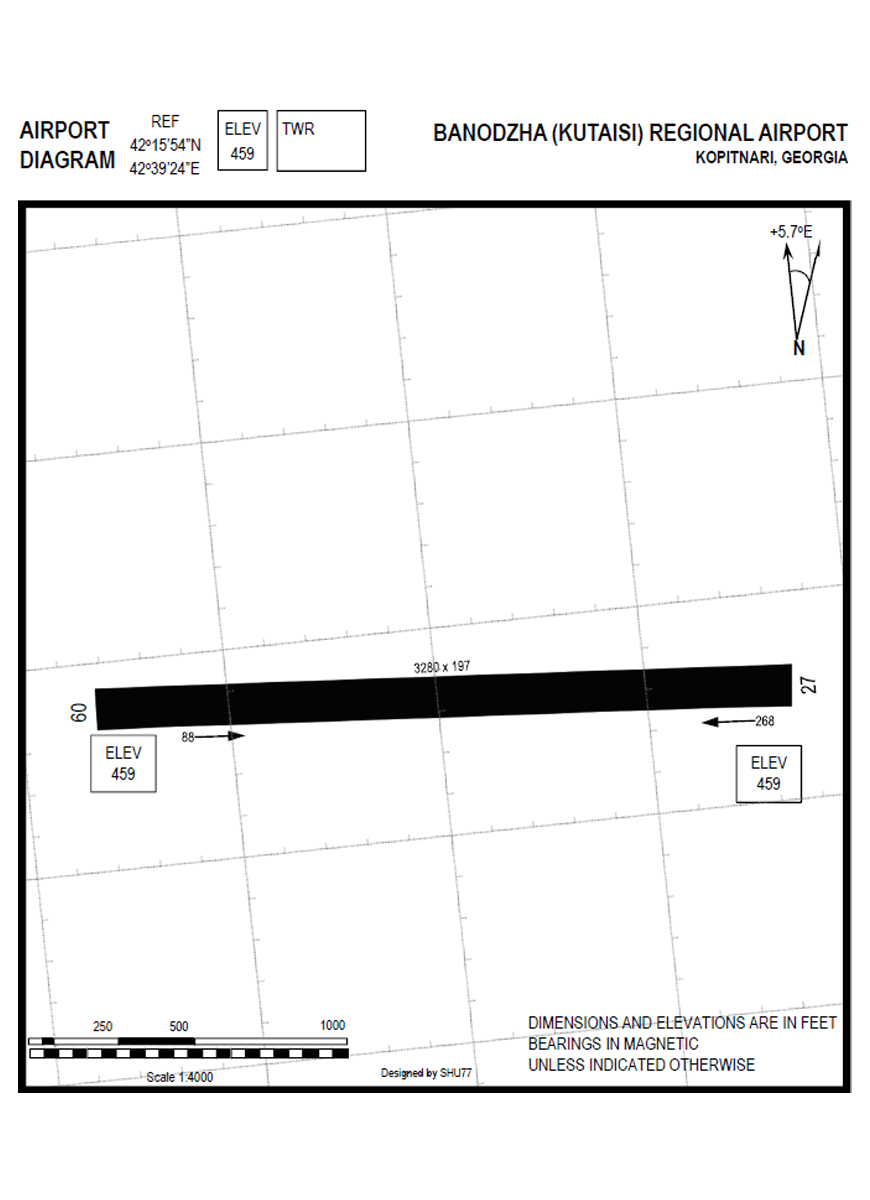 AIRPORT
DIAGRAM
REF
42º15'54"N
42º39'24"E
ELEV
459
TWR
BANODZHA (KUTAISI) REGIONAL AIRPORT
KOPITNARI, GEORGIA
+5.7ºE
N
3280 x 197
09
27
88
268
ELEV
459
ELEV
459
250 500 1000
Scale 1:4000
Designed by SHU77
DIMENSIONS AND ELEVATIONS ARE IN FEET
BEARINGS IN MAGNETIC
UNLESS INDICATED OTHERWISE